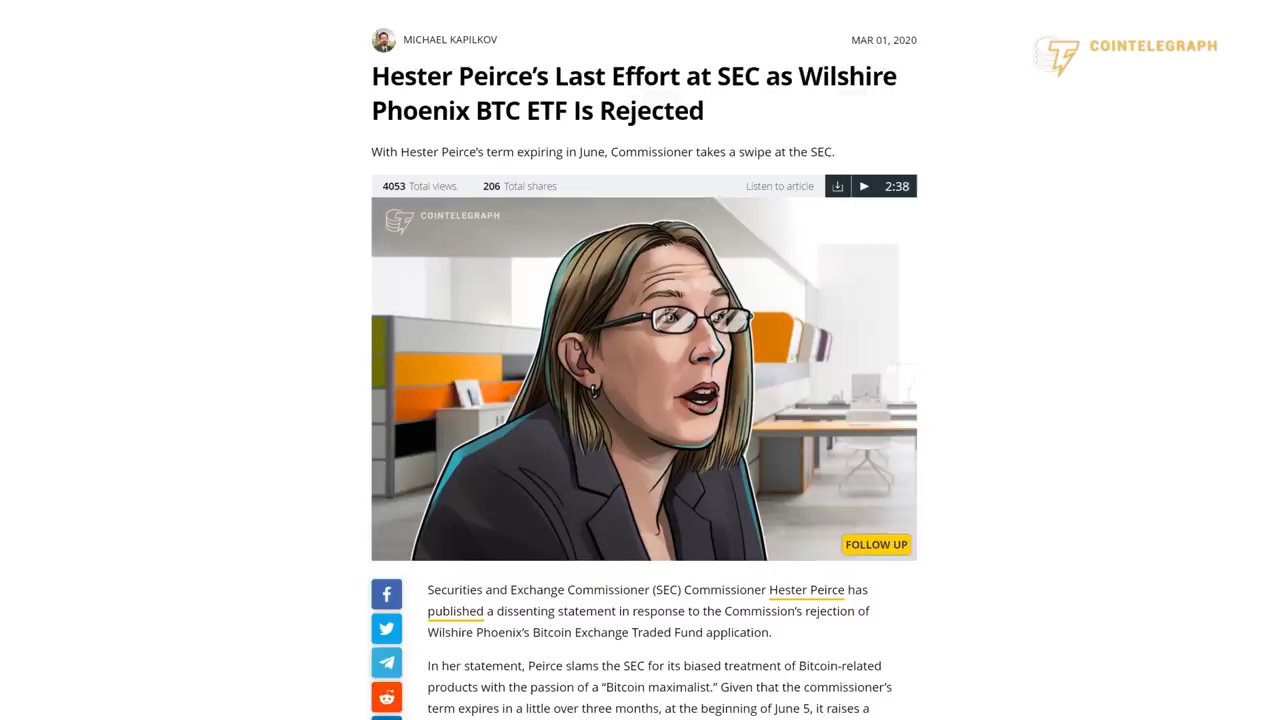 MICHAEL KAPILKOV
MAR 01, 2020
COINTELEGRAPH
Hester Peirce’s Last Effort at SEC as Wilshire
Phoenix BTC ETF Is Rejected
With Hester Peirce’s term expiring in June, Commissioner takes a swipe at the SEC.
4053 Total views
206 Total shares
Listen to article
2:38
COINTELEGRAPH
FOLLOW UP
Securities and Exchange Commissioner (SEC) Commissioner Hester Peirce has
published a dissenting statement in response to the Commission’s rejection of
Wilshire Phoenix’s Bitcoin Exchange Traded Fund application.
In her statement, Peirce slams the SEC for its biased treatment of Bitcoin-related
products with the passion of a “Bitcoin maximalist.” Given that the commissioner’s
term expires in a little over three months, at the beginning of June 5, it raises a